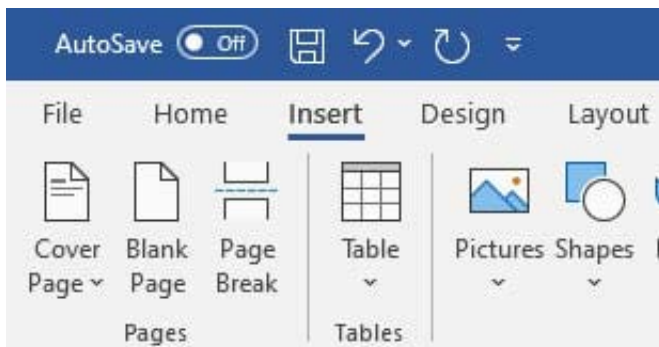 AutoSave Off
File Home Insert Design Layout
Cover Blank Page Table Pictures Shapes
Page Page Break
Pages Tables